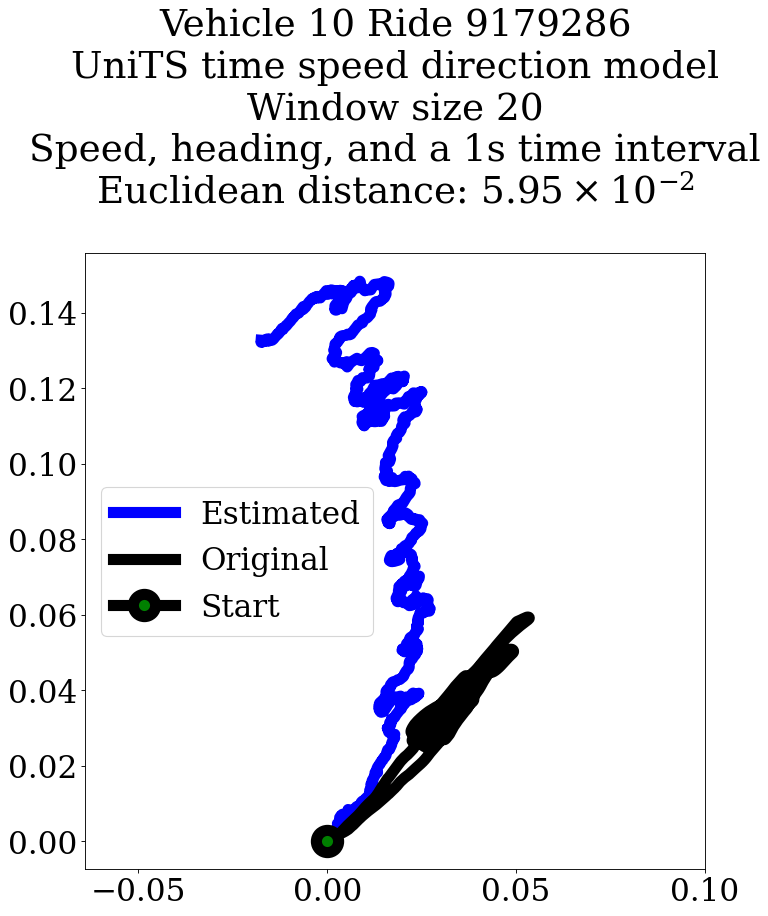 Vehicle 10 Ride 9179286
UniTS time speed direction model
Window size 20
Speed, heading, and a 1s time interval
Euclidean distance: 5.95 × 10⁻²
0.14
0.12
0.10
0.08
0.06
0.04
0.02
0.00
Estimated
Original
Start
−0.05 0.00 0.05 0.10